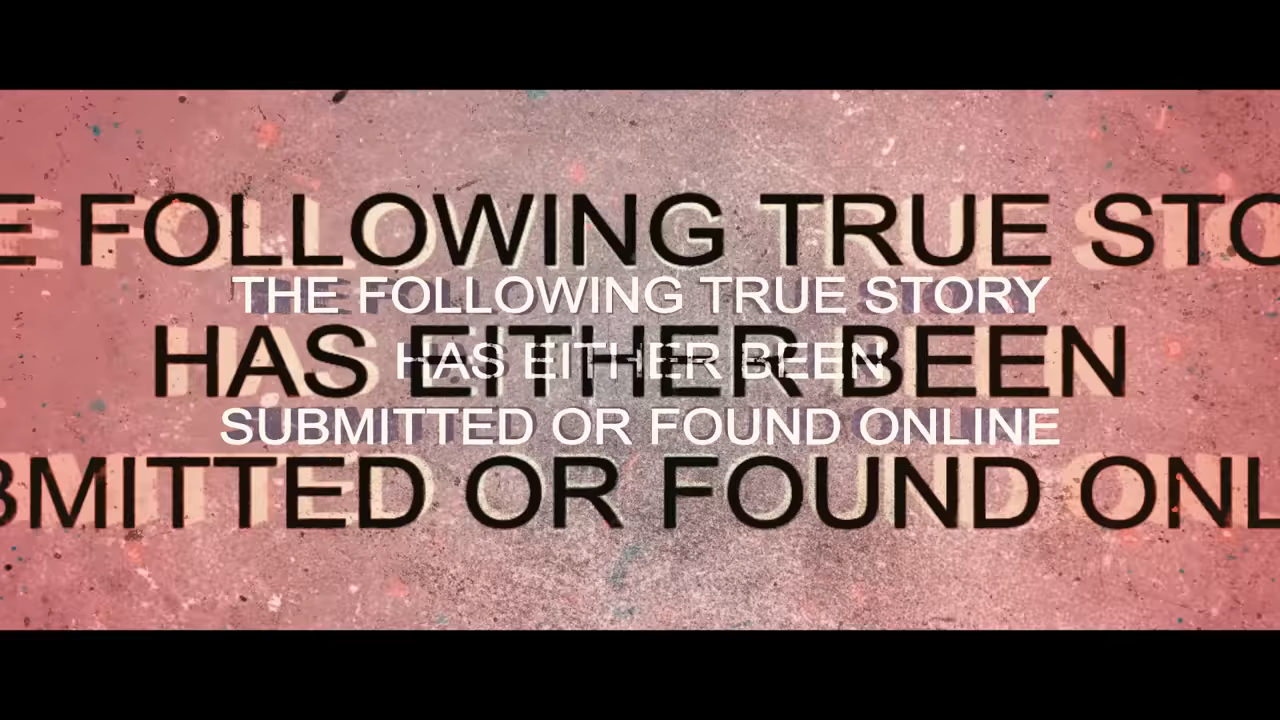 E FOLLOWING TRUE STO
THE FOLLOWING TRUE STORY
HAS EITHER BEEN
HAS EITHER BEEN
SUBMITTED OR FOUND ONLINE
BMITTED OR FOUND ONL